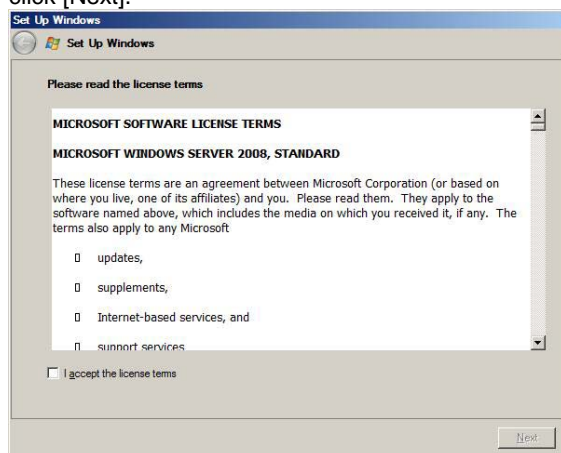 click [Next].
Set Up Windows
Set Up Windows
Please read the license terms
MICROSOFT SOFTWARE LICENSE TERMS
MICROSOFT WINDOWS SERVER 2008, STANDARD
These license terms are an agreement between Microsoft Corporation (or based on
where you live, one of its affiliates) and you. Please read them. They apply to the
software named above, which includes the media on which you received it, if any. The
terms also apply to any Microsoft
updates,
supplements,
Internet-based services, and
support services
I accept the license terms
Next